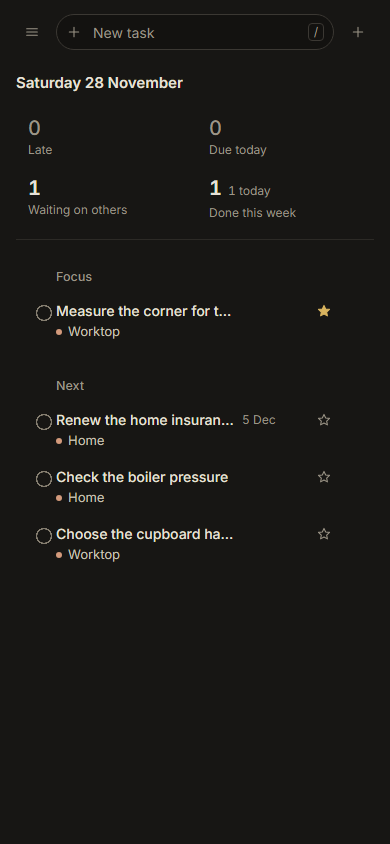 New task /
Saturday 28 November
0 0
Late Due today
1 1 1 today
Waiting on others Done this week
Focus
Measure the corner for t...
Worktop
Next
Renew the home insuran... 5 Dec
Home
Check the boiler pressure
Home
Choose the cupboard ha...
Worktop